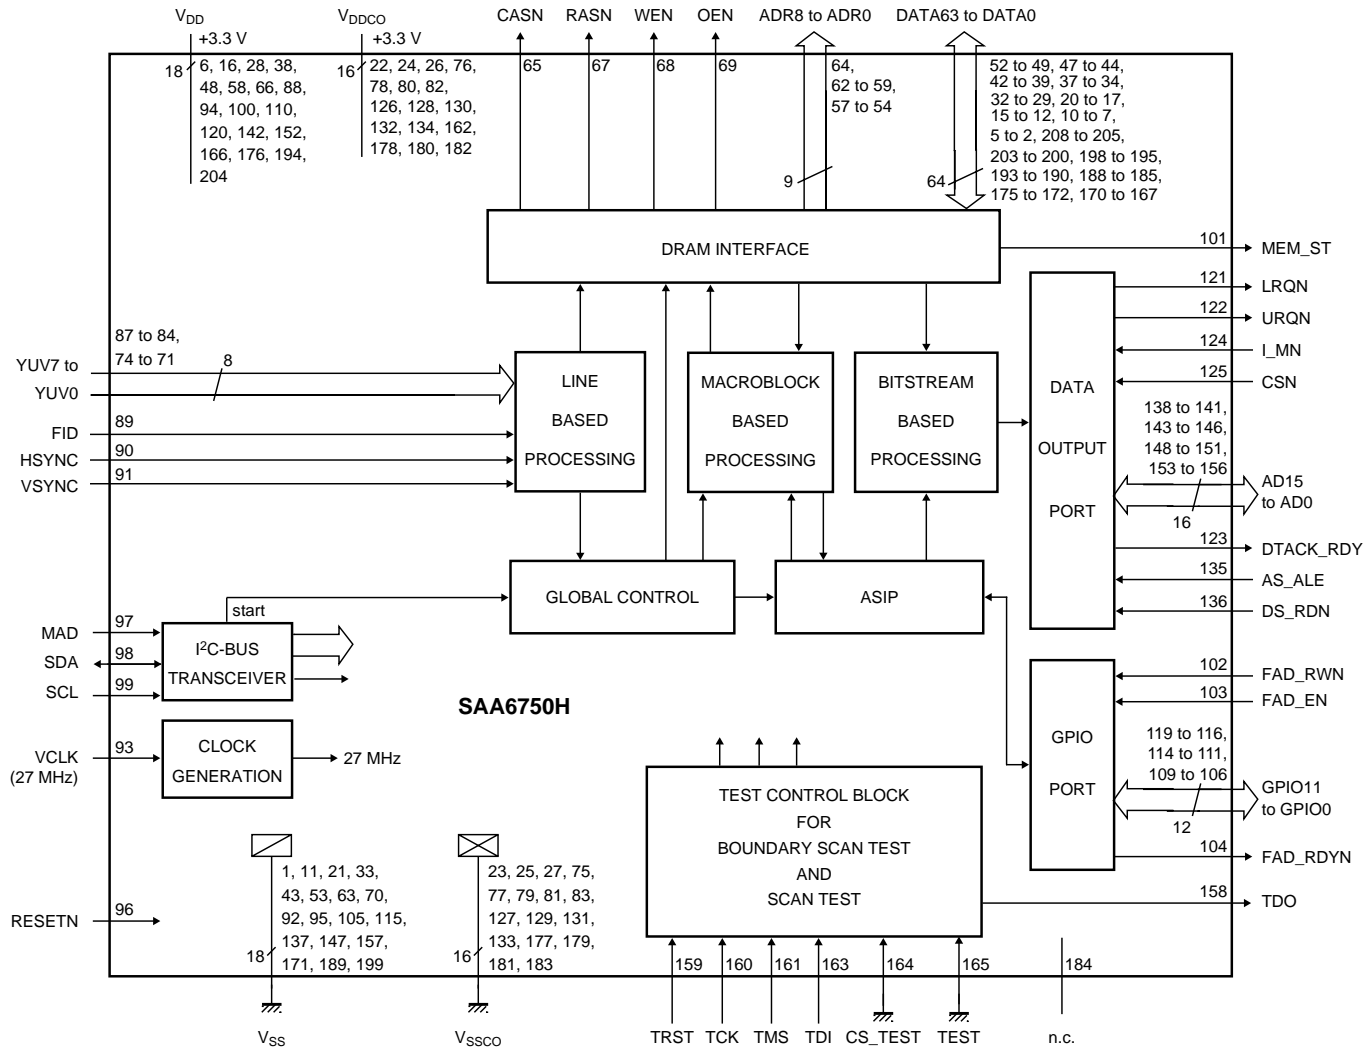 VDD
+3.3 V
18
6, 16, 28, 38,
48, 58, 66, 88,
94, 100, 110,
120, 142, 152,
166, 176, 194,
204
VDDCO
+3.3 V
16
22, 24, 26, 76,
78, 80, 82,
126, 128, 130,
132, 134, 162,
178, 180, 182
CASN
65
RASN
67
WEN
68
OEN
69
ADR8 to ADR0
64,
62 to 59,
57 to 54
9
DATA63 to DATA0
52 to 49, 47 to 44,
42 to 39, 37 to 34,
32 to 29, 20 to 17,
15 to 12, 10 to 7,
5 to 2, 208 to 205,
203 to 200, 198 to 195,
193 to 190, 188 to 185,
175 to 172, 170 to 167
64
DRAM INTERFACE
101
MEM_ST
121
LRQN
122
URQN
124
I_MN
125
CSN
138 to 141,
143 to 146,
148 to 151,
153 to 156
16
AD15
to AD0
123
DTACK_RDY
135
AS_ALE
136
DS_RDN
DATA
OUTPUT
PORT
87 to 84,
74 to 71
8
YUV7 to
YUV0
FID
89
HSYNC
90
VSYNC
91
LINE
BASED
PROCESSING
MACROBLOCK
BASED
PROCESSING
BITSTREAM
BASED
PROCESSING
GLOBAL CONTROL
ASIP
start
MAD
97
SDA
98
SCL
99
I2C-BUS
TRANSCEIVER
SAA6750H
VCLK
(27 MHz)
93
CLOCK
GENERATION
27 MHz
102
FAD_RWN
103
FAD_EN
GPIO
PORT
119 to 116,
114 to 111,
109 to 106
12
GPIO11
to GPIO0
104
FAD_RDYN
TEST CONTROL BLOCK
FOR
BOUNDARY SCAN TEST
AND
SCAN TEST
158
TDO
RESETN
96
1, 11, 21, 33,
43, 53, 63, 70,
92, 95, 105, 115,
137, 147, 157,
171, 189, 199
18
VSS
23, 25, 27, 75,
77, 79, 81, 83,
127, 129, 131,
133, 177, 179,
181, 183
16
VSSCO
159
TRST
160
TCK
161
TMS
163
TDI
164
CS_TEST
165
TEST
184
n.c.